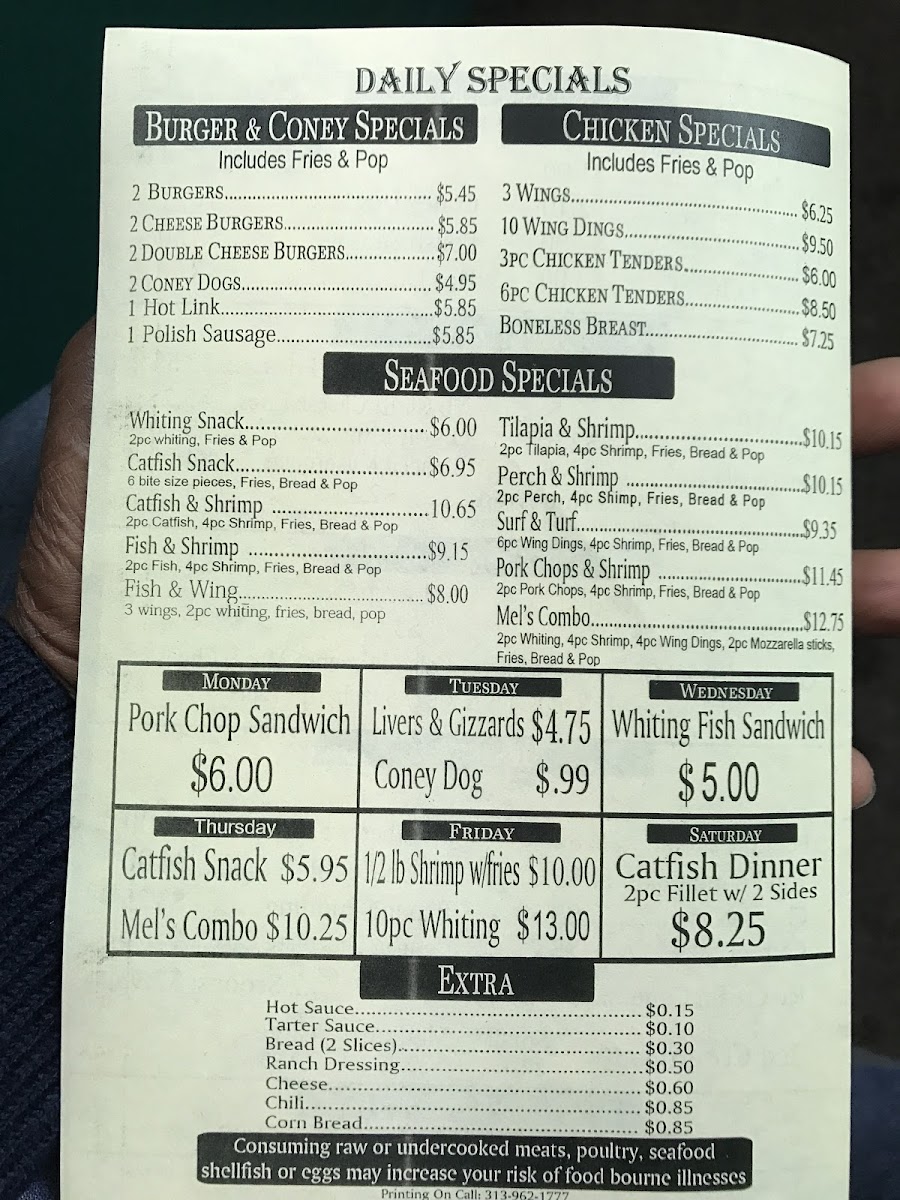 DAILY SPECIALS
BURGER & CONEY SPECIALS
Includes Fries & Pop
2 BURGERS..................................... $5.45
2 CHEESE BURGERS........................... $5.85
2 DOUBLE CHEESE BURGERS................$7.00
2 CONEY DOGS................................. $4.95
1 Hot Link.......................................$5.85
1 Polish Sausage............................$5.85
CHICKEN SPECIALS
Includes Fries & Pop
3 WINGS......................................... $6.25
10 WING DINGS............................... $9.50
3PC CHICKEN TENDERS.................... $6.00
6PC CHICKEN TENDERS.................... $8.50
BONELESS BREAST........................... $7.25
SEAFOOD SPECIALS
Whiting Snack................................ $6.00
2pc whiting, Fries & Pop
Catfish Snack..................................$6.95
6 bite size pieces, Fries, Bread & Pop
Catfish & Shrimp ............................10.65
2pc Catfish, 4pc Shrimp, Fries, Bread & Pop
Fish & Shrimp ................................$9.15
2pc Fish, 4pc Shrimp, Fries, Bread & Pop
Fish & Wing.................................. $8.00
3 wings, 2pc whiting, fries, bread, pop
Tilapia & Shrimp..............................$10.15
2pc Tilapia, 4pc Shrimp, Fries, Bread & Pop
Perch & Shrimp ..............................$10.15
2pc Perch, 4pc Shimp, Fries, Bread & Pop
Surf & Turf.......................................$9.35
6pc Wing Dings, 4pc Shrimp, Fries, Bread & Pop
Pork Chops & Shrimp .........................$11.45
2pc Pork Chops, 4pc Shrimp, Fries, Bread & Pop
Mel's Combo.....................................$12.75
2pc Whiting, 4pc Shrimp, 4pc Wing Dings, 2pc Mozzarella sticks,
Fries, Bread & Pop
MONDAY
Pork Chop Sandwich
$6.00
TUESDAY
Livers & Gizzards $4.75
Coney Dog $.99
WEDNESDAY
Whiting Fish Sandwich
$5.00
Thursday
Catfish Snack $5.95
Mel's Combo $10.25
FRIDAY
1/2 lb Shrimp w/fries $10.00
10pc Whiting $13.00
SATURDAY
Catfish Dinner
2pc Fillet w/ 2 Sides
$8.25
EXTRA
Hot Sauce................................................ $0.15
Tarter Sauce............................................. $0.10
Bread (2 Slices)......................................... $0.30
Ranch Dressing.........................................$0.50
Cheese..................................................... $0.60
Chili......................................................... $0.85
Corn Bread............................................... $0.85
Consuming raw or undercooked meats, poultry, seafood
shellfish or eggs may increase your risk of food bourne illnesses
Printing On Call: 313-962-1777